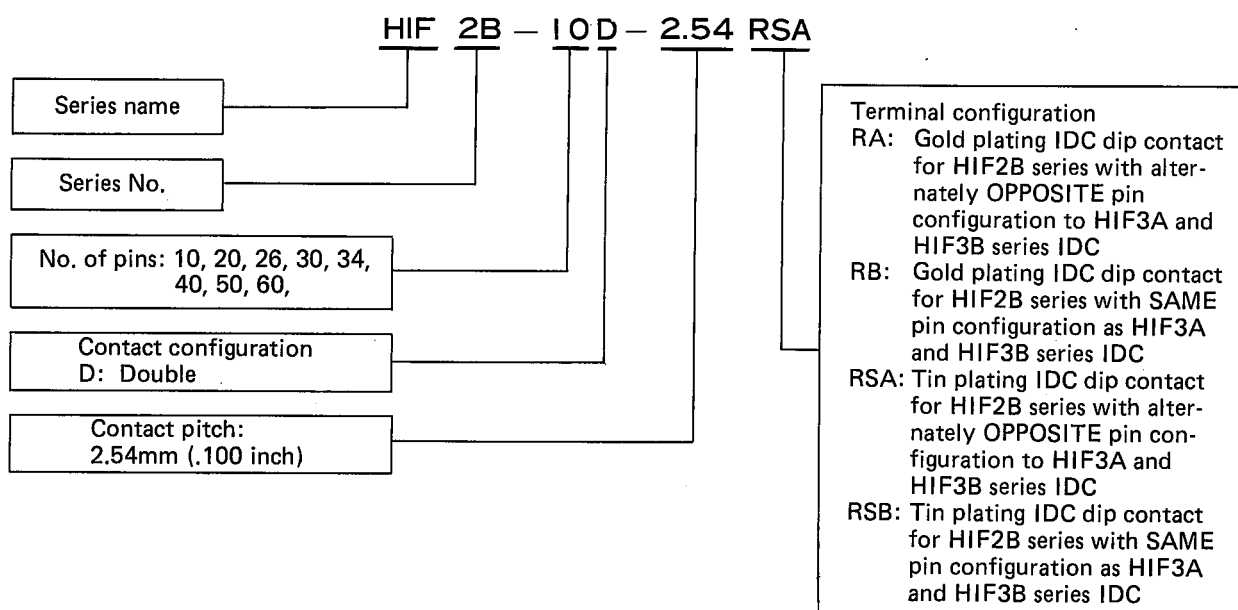 HIF 2B - 10 D - 2.54 RSA
Series name
Series No.
No. of pins: 10, 20, 26, 30, 34,
40, 50, 60,
Contact configuration
D: Double
Contact pitch:
2.54mm (.100 inch)
Terminal configuration
RA: Gold plating IDC dip contact
for HIF2B series with alter-
nately OPPOSITE pin
configuration to HIF3A and
HIF3B series IDC
RB: Gold plating IDC dip contact
for HIF2B series with SAME
pin configuration as HIF3A
and HIF3B series IDC
RSA: Tin plating IDC dip contact
for HIF2B series with alter-
nately OPPOSITE pin con-
figuration to HIF3A and
HIF3B series IDC
RSB: Tin plating IDC dip contact
for HIF2B series with SAME
pin configuration as HIF3A
and HIF3B series IDC